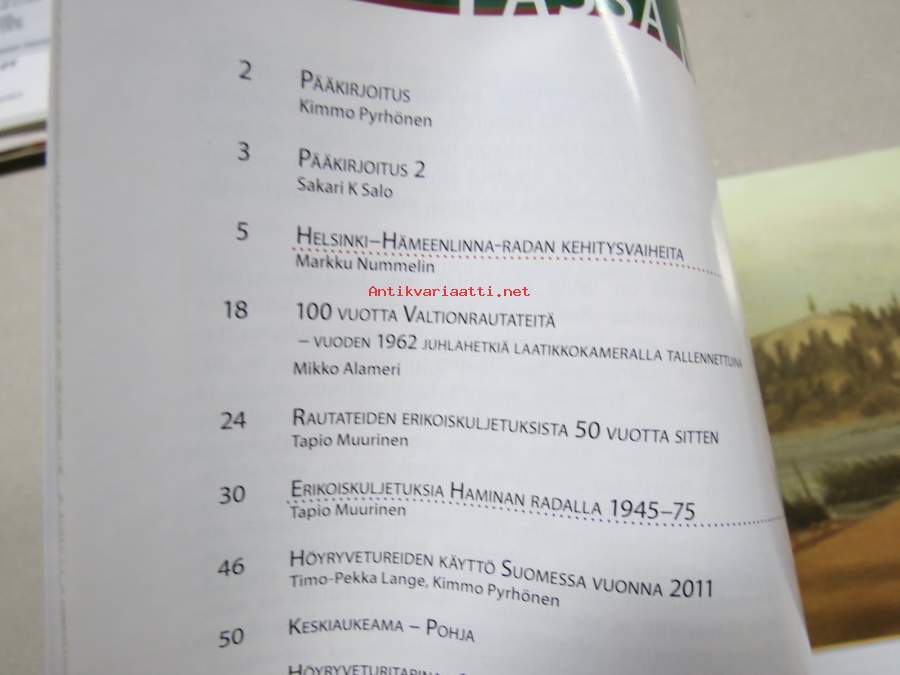 2 Pääkirjoitus
Kimmo Pyrhönen
3 Pääkirjoitus 2
Sakari K Salo
5 Helsinki–Hämeenlinna-radan kehitysvaiheita
Markku Nummelin
Antikvariaatti.net
18 100 vuotta Valtionrautateitä
– vuoden 1962 juhlahetkiä laatikkokameralla tallennettuna
Mikko Alameri
24 Rautateiden erikoiskuljetuksista 50 vuotta sitten
Tapio Muurinen
30 Erikoiskuljetuksia Haminan radalla 1945–75
Tapio Muurinen
46 Höyryvetureiden käyttö Suomessa vuonna 2011
Timo-Pekka Lange, Kimmo Pyrhönen
50 Keskiaukeama – Pohja